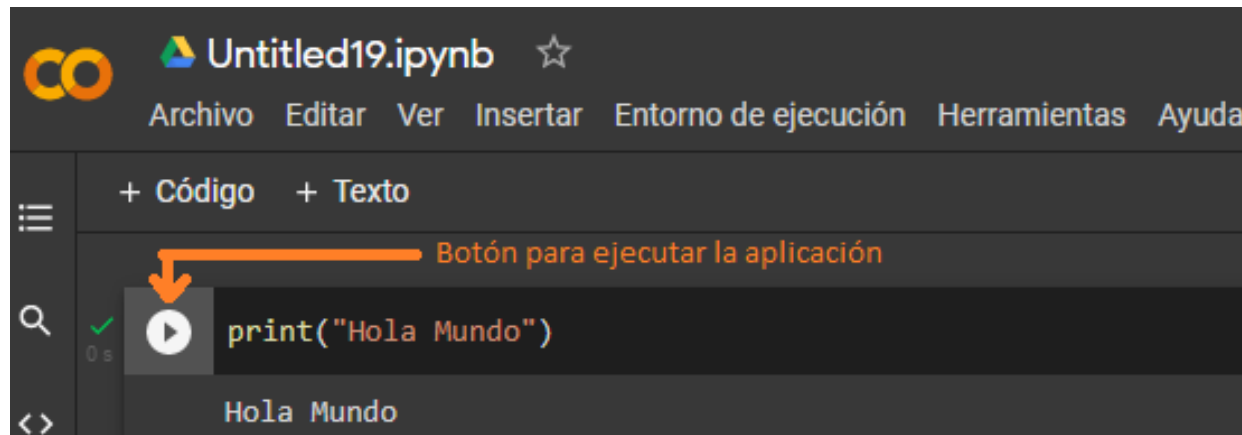 Untitled19.ipynb
Archivo Editar Ver Insertar Entorno de ejecución Herramientas Ayuda
+ Código + Texto
Botón para ejecutar la aplicación
print("Hola Mundo")
0 s
Hola Mundo